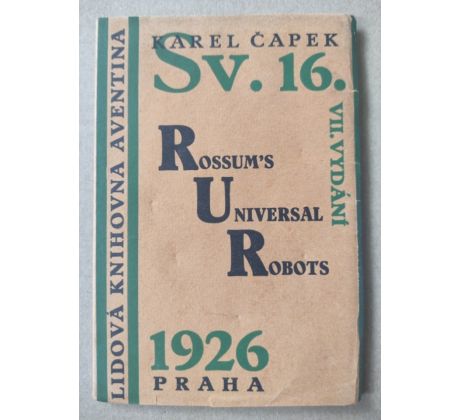 KAREL ČAPEK
Sv. 16.
VII. VYDÁNÍ
LIDOVÁ KNIHOVNA AVENTINA
ROSSUM'S
UNIVERSAL
ROBOTS
1926
PRAHA